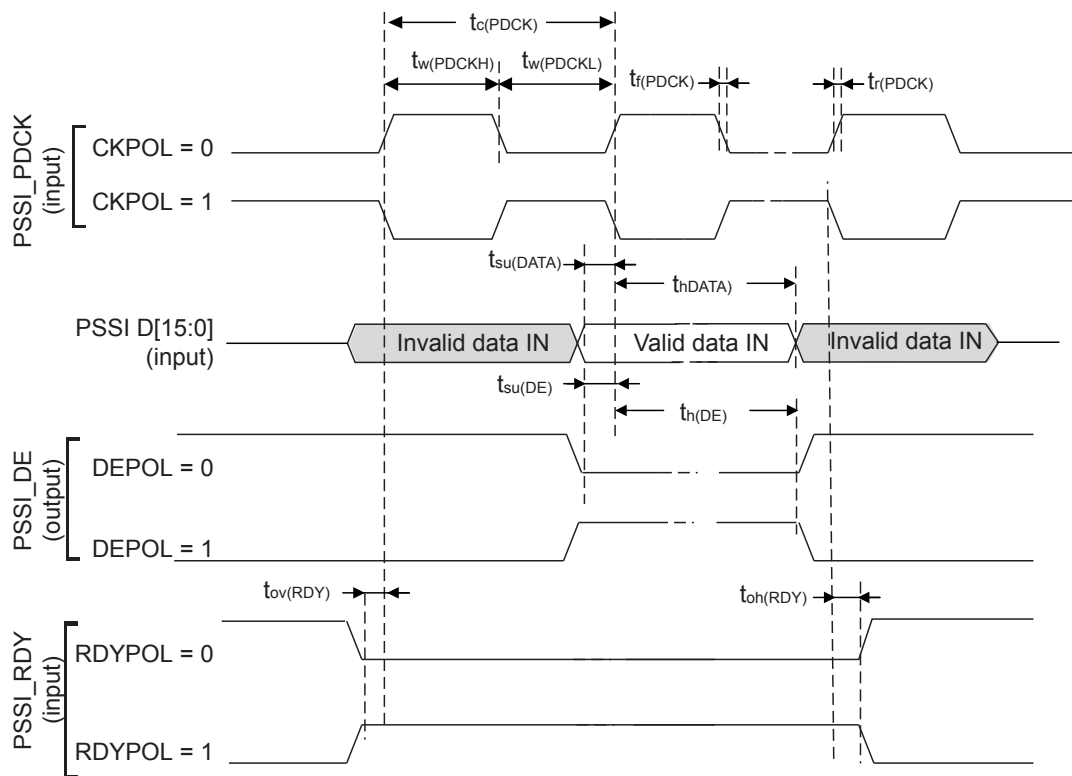 tc(PDCK)
tw(PDCKH)
tw(PDCKL)
tf(PDCK)
tr(PDCK)
PSSI_PDCK
(input)
CKPOL = 0
CKPOL = 1
tsu(DATA)
thDATA)
PSSI D[15:0]
(input)
Invalid data IN
Valid data IN
Invalid data IN
tsu(DE)
th(DE)
PSSI_DE
(output)
DEPOL = 0
DEPOL = 1
tov(RDY)
toh(RDY)
PSSI_RDY
(input)
RDYPOL = 0
RDYPOL = 1